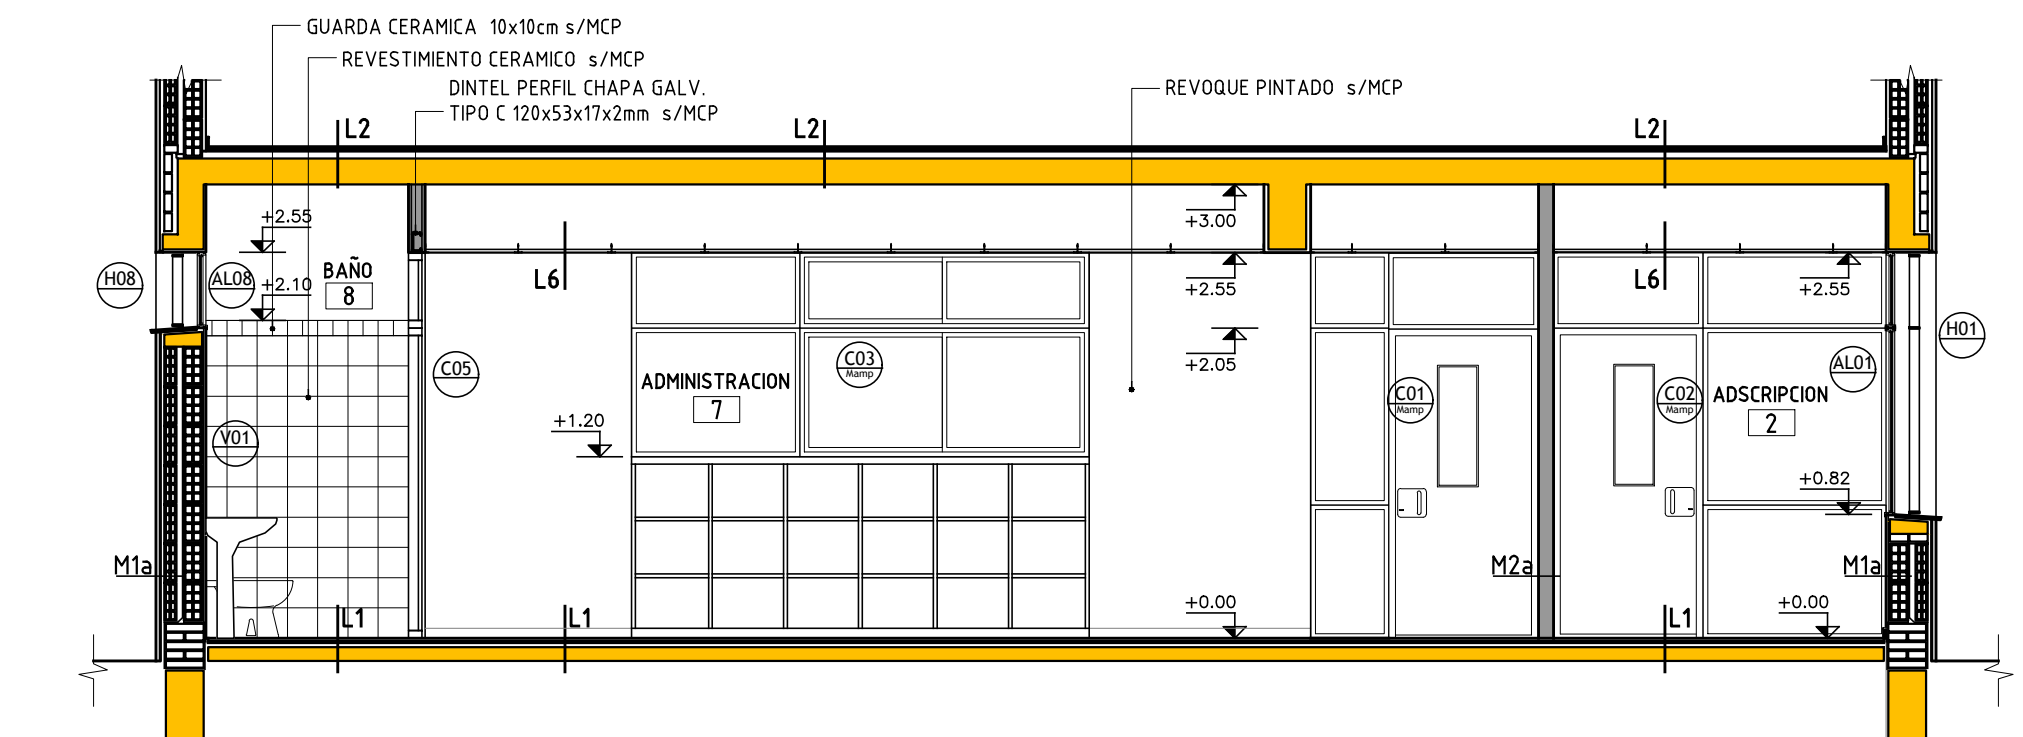 GUARDA CERAMICA 10x10cm s/MCP
REVESTIMIENTO CERAMICO s/MCP
DINTEL PERFIL CHAPA GALV.
TIPO C 120x53x17x2mm s/MCP
REVOQUE PINTADO s/MCP
L2
L2
L2
+2.55
+3.00
H08
AL08
BAÑO
8
+2.10
L6
+2.55
L6
+2.55
H01
+2.05
C05
C03
Mamp
AL01
ADMINISTRACION
7
C01
Mamp
C02
Mamp
ADSCRIPCION
2
+1.20
V01
+0.82
M1a
M2a
M1a
+0.00
+0.00
L1
L1
L1